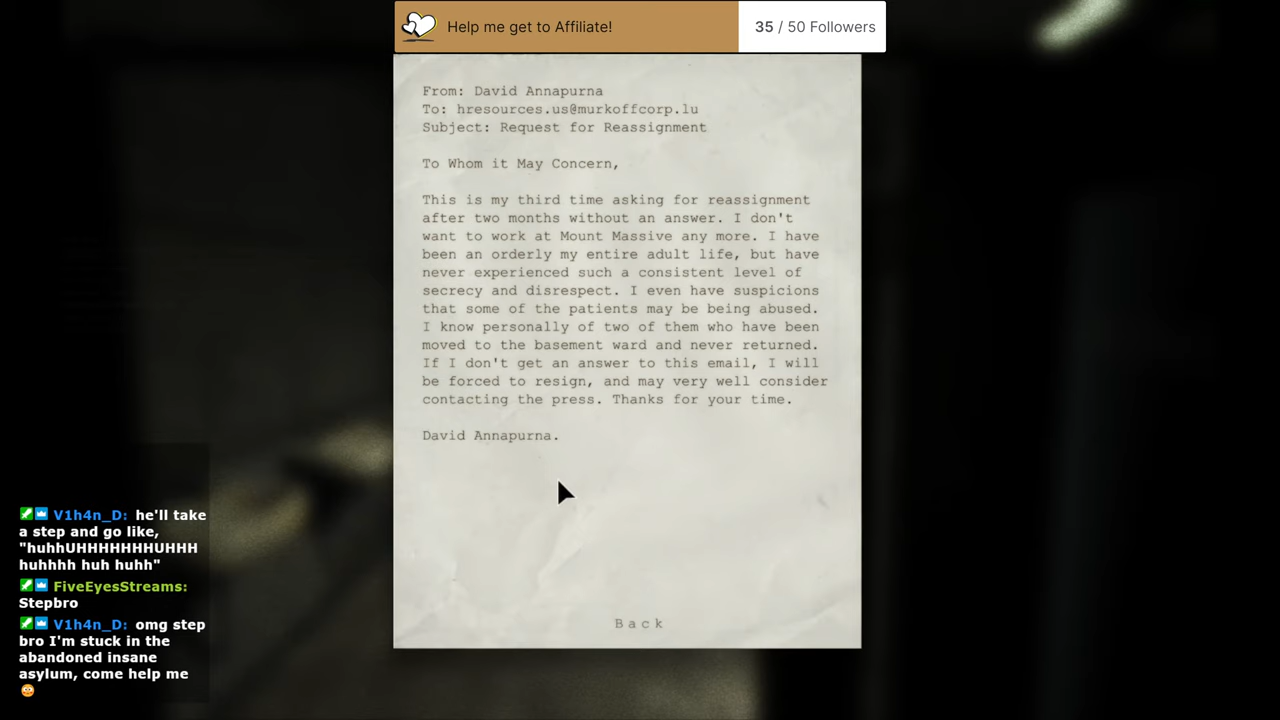 Help me get to Affiliate!
35 / 50 Followers
From: David Annapurna
To: hresources.us@murkoffcorp.lu
Subject: Request for Reassignment
To Whom it May Concern,
This is my third time asking for reassignment
after two months without an answer. I don't
want to work at Mount Massive any more. I have
been an orderly my entire adult life, but have
never experienced such a consistent level of
secrecy and disrespect. I even have suspicions
that some of the patients may be being abused.
I know personally of two of them who have been
moved to the basement ward and never returned.
If I don't get an answer to this email, I will
be forced to resign, and may very well consider
contacting the press. Thanks for your time.
David Annapurna.
Back
V1h4n_D: he'll take
a step and go like,
"huhhUHHHHHHHUHHH
huhhhh huh huhh"
FiveEyesStreams:
Stepbro
V1h4n_D: omg step
bro I'm stuck in the
abandoned insane
asylum, come help me